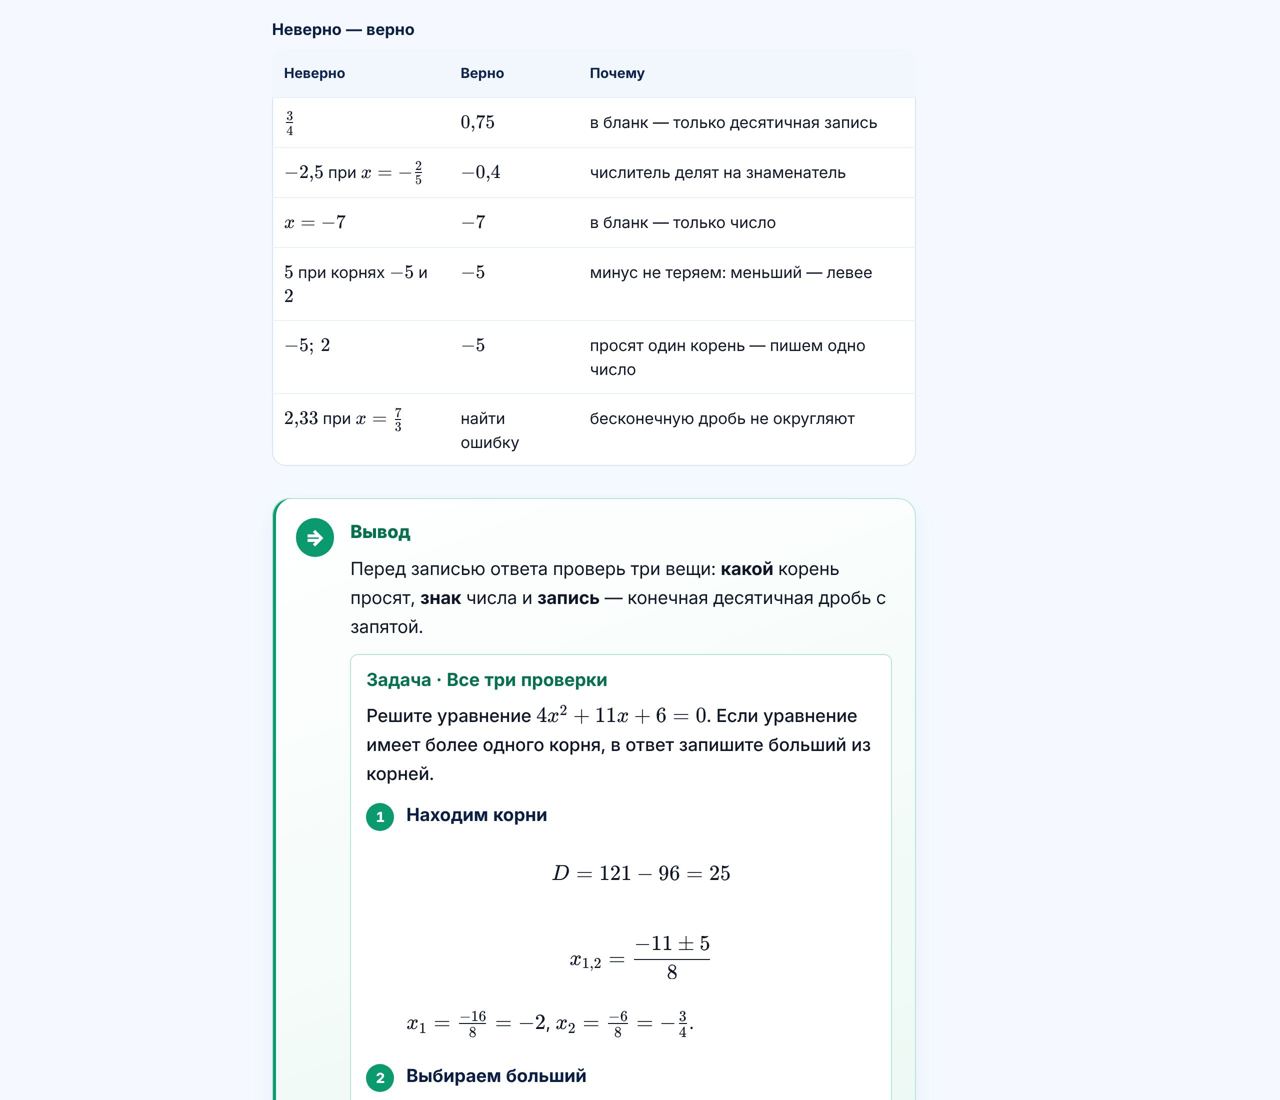 Неверно — верно
Неверно Верно Почему
3/4 0,75 в бланк — только десятичная запись
−2,5 при x = −2/5 −0,4 числитель делят на знаменатель
x = −7 −7 в бланк — только число
5 при корнях −5 и −5 минус не теряем: меньший — левее
2
−5; 2 −5 просят один корень — пишем одно
число
2,33 при x = 7/3 найти бесконечную дробь не округляют
ошибку
Вывод
Перед записью ответа проверь три вещи: какой корень
просят, знак числа и запись — конечная десятичная дробь с
запятой.
Задача · Все три проверки
Решите уравнение 4x² + 11x + 6 = 0. Если уравнение
имеет более одного корня, в ответ запишите больший из
корней.
1 Находим корни
D = 121 − 96 = 25
x₁,₂ = (−11 ± 5)/8
x₁ = −16/8 = −2, x₂ = −6/8 = −3/4.
2 Выбираем больший